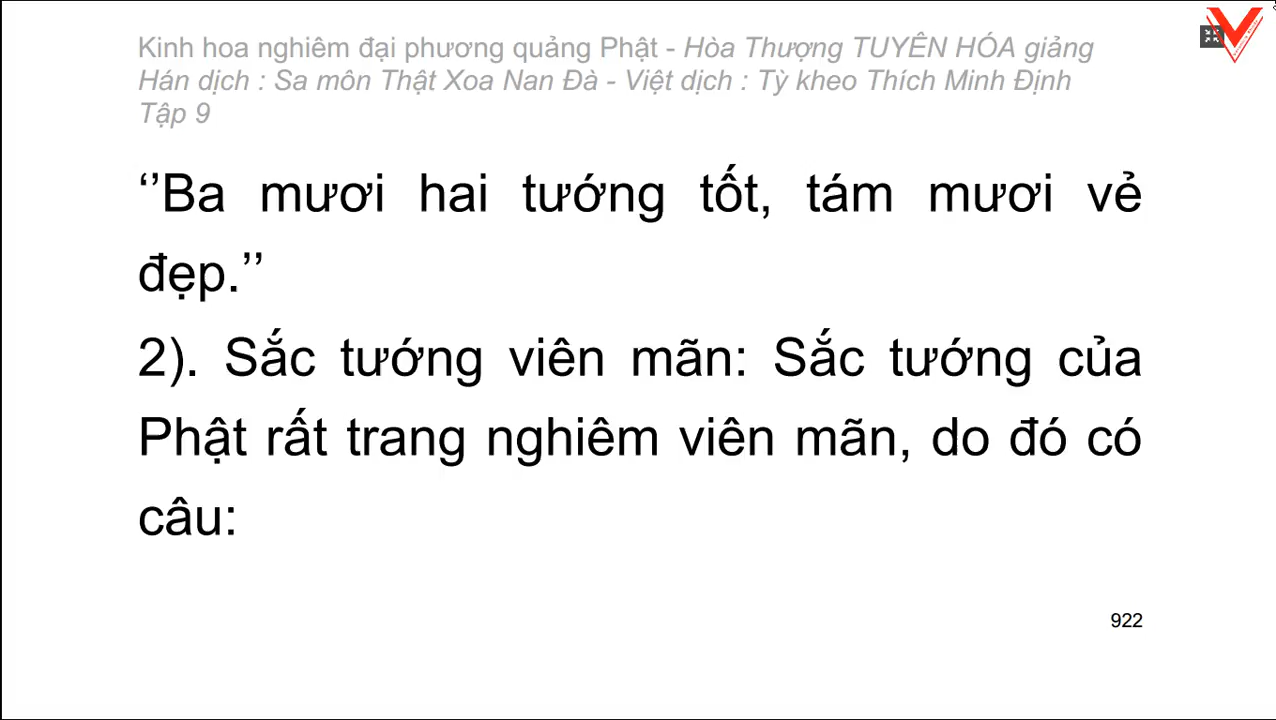 Kinh hoa nghiêm đại phương quảng Phật - Hòa Thượng TUYÊN HÓA giảng
Hán dịch : Sa môn Thật Xoa Nan Đà - Việt dịch : Tỳ kheo Thích Minh Định
Tập 9
‘’Ba mươi hai tướng tốt, tám mươi vẻ
đẹp.’’
2). Sắc tướng viên mãn: Sắc tướng của
Phật rất trang nghiêm viên mãn, do đó có
câu:
922